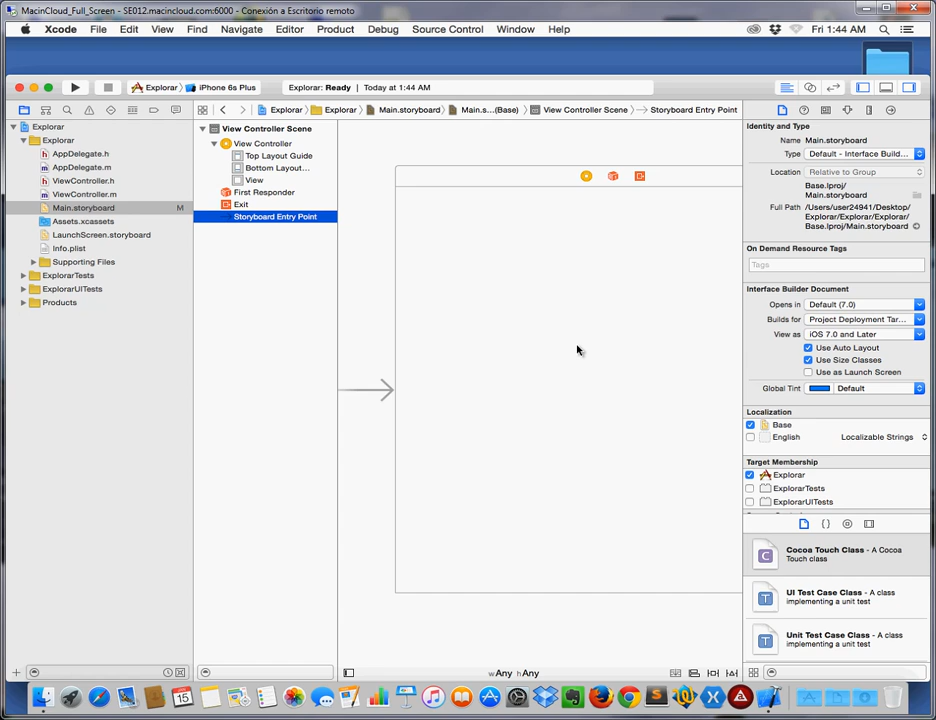 MacinCloud_Full_Screen - SE012.macincloud.com:6000 - Conexión a Escritorio remoto
Xcode File Edit View Find Navigate Editor Product Debug Source Control Window Help Fri 1:44 AM
Explorar iPhone 6s Plus Explorar: Ready | Today at 1:44 AM
Explorar Explorar Main.storyboard Main.s...(Base) View Controller Scene Storyboard Entry Point
Explorar
Explorar
AppDelegate.h
AppDelegate.m
ViewController.h
ViewController.m
Main.storyboard M
Assets.xcassets
LaunchScreen.storyboard
Info.plist
Supporting Files
ExplorarTests
ExplorarUITests
Products
View Controller Scene
View Controller
Top Layout Guide
Bottom Layout...
View
First Responder
Exit
Storyboard Entry Point
wAny hAny
Identity and Type
Name Main.storyboard
Type Default - Interface Build...
Location Relative to Group
Base.lproj/
Main.storyboard
Full Path /Users/user24941/Desktop/
Explorar/Explorar/Explorar/
Base.lproj/Main.storyboard
On Demand Resource Tags
Tags
Interface Builder Document
Opens in Default (7.0)
Builds for Project Deployment Tar...
View as iOS 7.0 and Later
Use Auto Layout
Use Size Classes
Use as Launch Screen
Global Tint Default
Localization
Base
English Localizable Strings
Target Membership
Explorar
ExplorarTests
ExplorarUITests
C
Cocoa Touch Class - A Cocoa
Touch class
T
UI Test Case Class - A class
implementing a unit test
T
Unit Test Case Class - A class
implementing a unit test
15